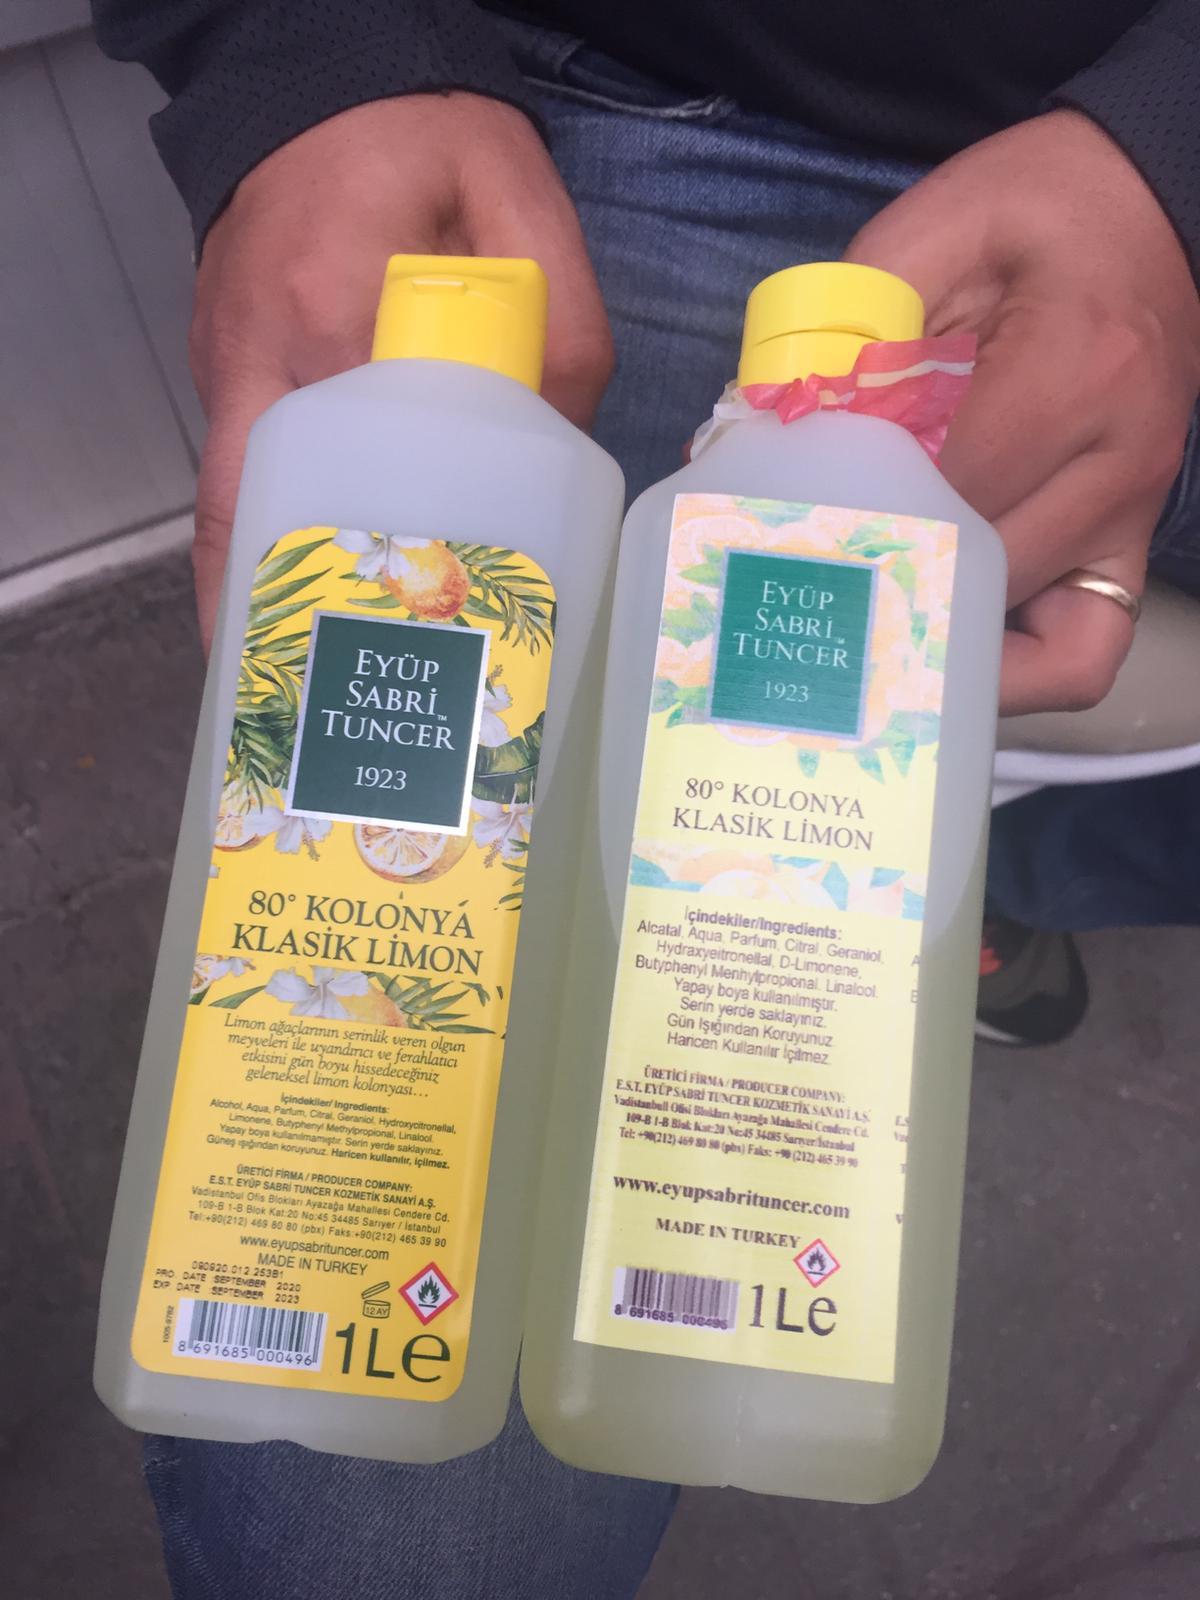 EYÜP
SABRİ
TUNCER™
1923
80° KOLONYA
KLASİK LİMON
Limon ağaçlarının serinlik veren olgun
meyveleri ile uyandırıcı ve ferahlatıcı
etkisini gün boyu hissedeceğiniz
geleneksel limon kolonyası...
İçindekiler/ Ingredients:
Alcohol, Aqua, Parfum, Citral, Geraniol, Hydroxycitronellal,
Limonene, Butyphenyl Methylpropional, Linalool.
Yapay boya kullanılmamıştır. Serin yerde saklayınız.
Güneş ışığından koruyunuz. Haricen kullanılır, içilmez.
ÜRETİCİ FİRMA / PRODUCER COMPANY:
E.S.T. EYÜP SABRİ TUNCER KOZMETİK SANAYİ A.Ş.
Vadistanbul Ofis Blokları Ayazağa Mahallesi Cendere Cd.
109-B 1-B Blok Kat:20 No:45 34485 Sarıyer / İstanbul
Tel:+90(212) 469 80 80 (pbx) Faks:+90(212) 465 39 90
www.eyupsabrituncer.com
MADE IN TURKEY
090920 012 253B1
PRO. DATE SEPTEMBER 2020
EXP. DATE SEPTEMBER 2023
12 AY
8 691685 000496
1Le
EYÜP
SABRİ
TUNCER™
1923
80° KOLONYA
KLASİK LİMON
İçindekiler/Ingredients:
Alcatal, Aqua, Parfum, Citral, Geraniol,
Hydraxyeitronellal, D-Limonene,
Butyphenyl Menhylpropional, Linalool.
Yapay boya kullanılmıştır.
Serin yerde saklayınız.
Gün Işığından Koruyunuz
Haricen Kullanılır İçilmez.
ÜRETİCİ FİRMA / PRODUCER COMPANY:
E.S.T. EYÜP SABRİ TUNCER KOZMETİK SANAYİ A.Ş.
Vadistanbull Ofisi Blokları Ayazağa Mahallesi Cendere Cd.
109-B 1-B Blok Kat:20 No:45 34485 Sarıyer/İstanbul
Tel: +90(212) 469 80 80 (pbx) Faks: +90 (212) 465 39 90
www.eyupsabrituncer.com
MADE IN TURKEY
8 691685 000496
1Le